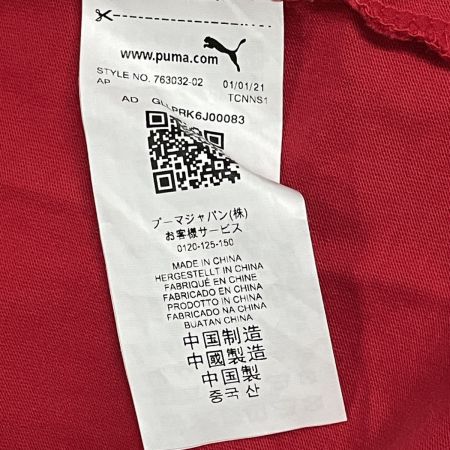 www.puma.com
STYLE NO. 763032-02 01/01/21
AP TCNNS1
AD GLLPRK6J00083
プーマジャパン(株)
お客様サービス
0120-125-150
MADE IN CHINA
HERGESTELLT IN CHINA
FABRIQUÉ EN CHINE
FABRICADO EN CHINA
PRODOTTO IN CHINA
FABRICADO NA CHINA
BUATAN CHINA
中国制造
中國製造
中国製
중국산